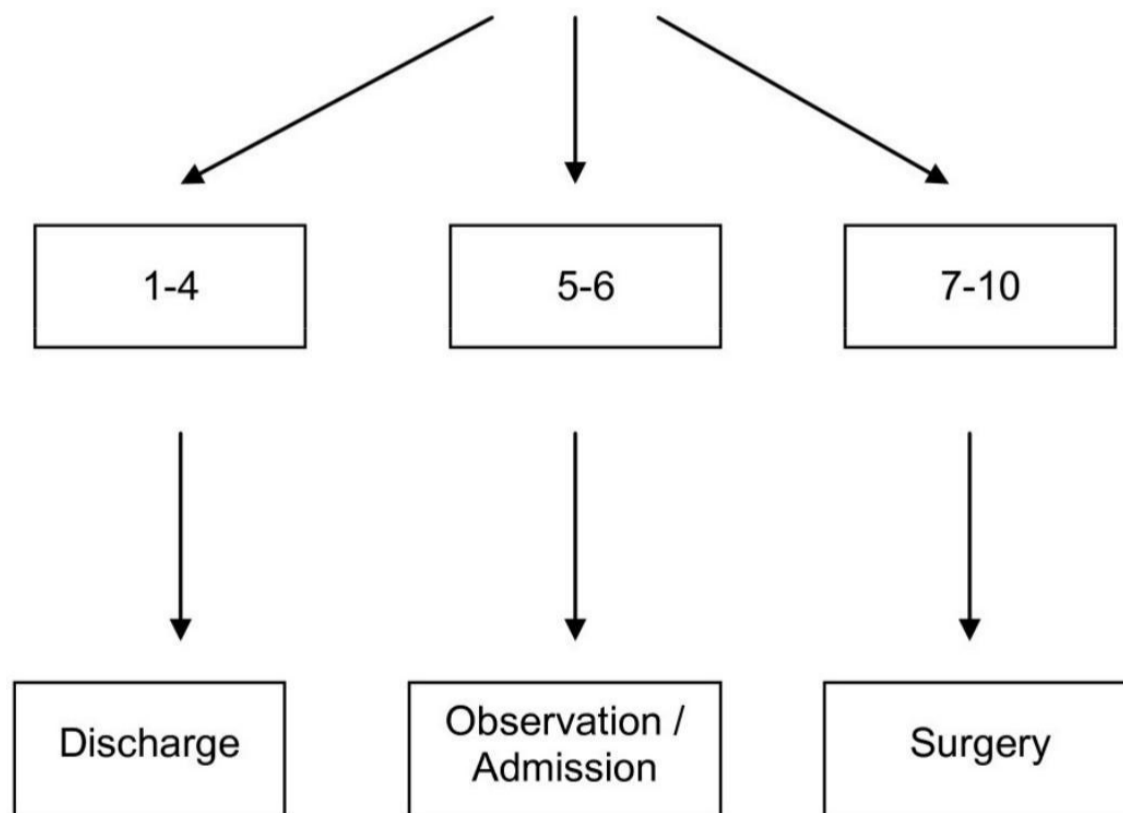 1-4
5-6
7-10
Discharge
Observation /
Admission
Surgery